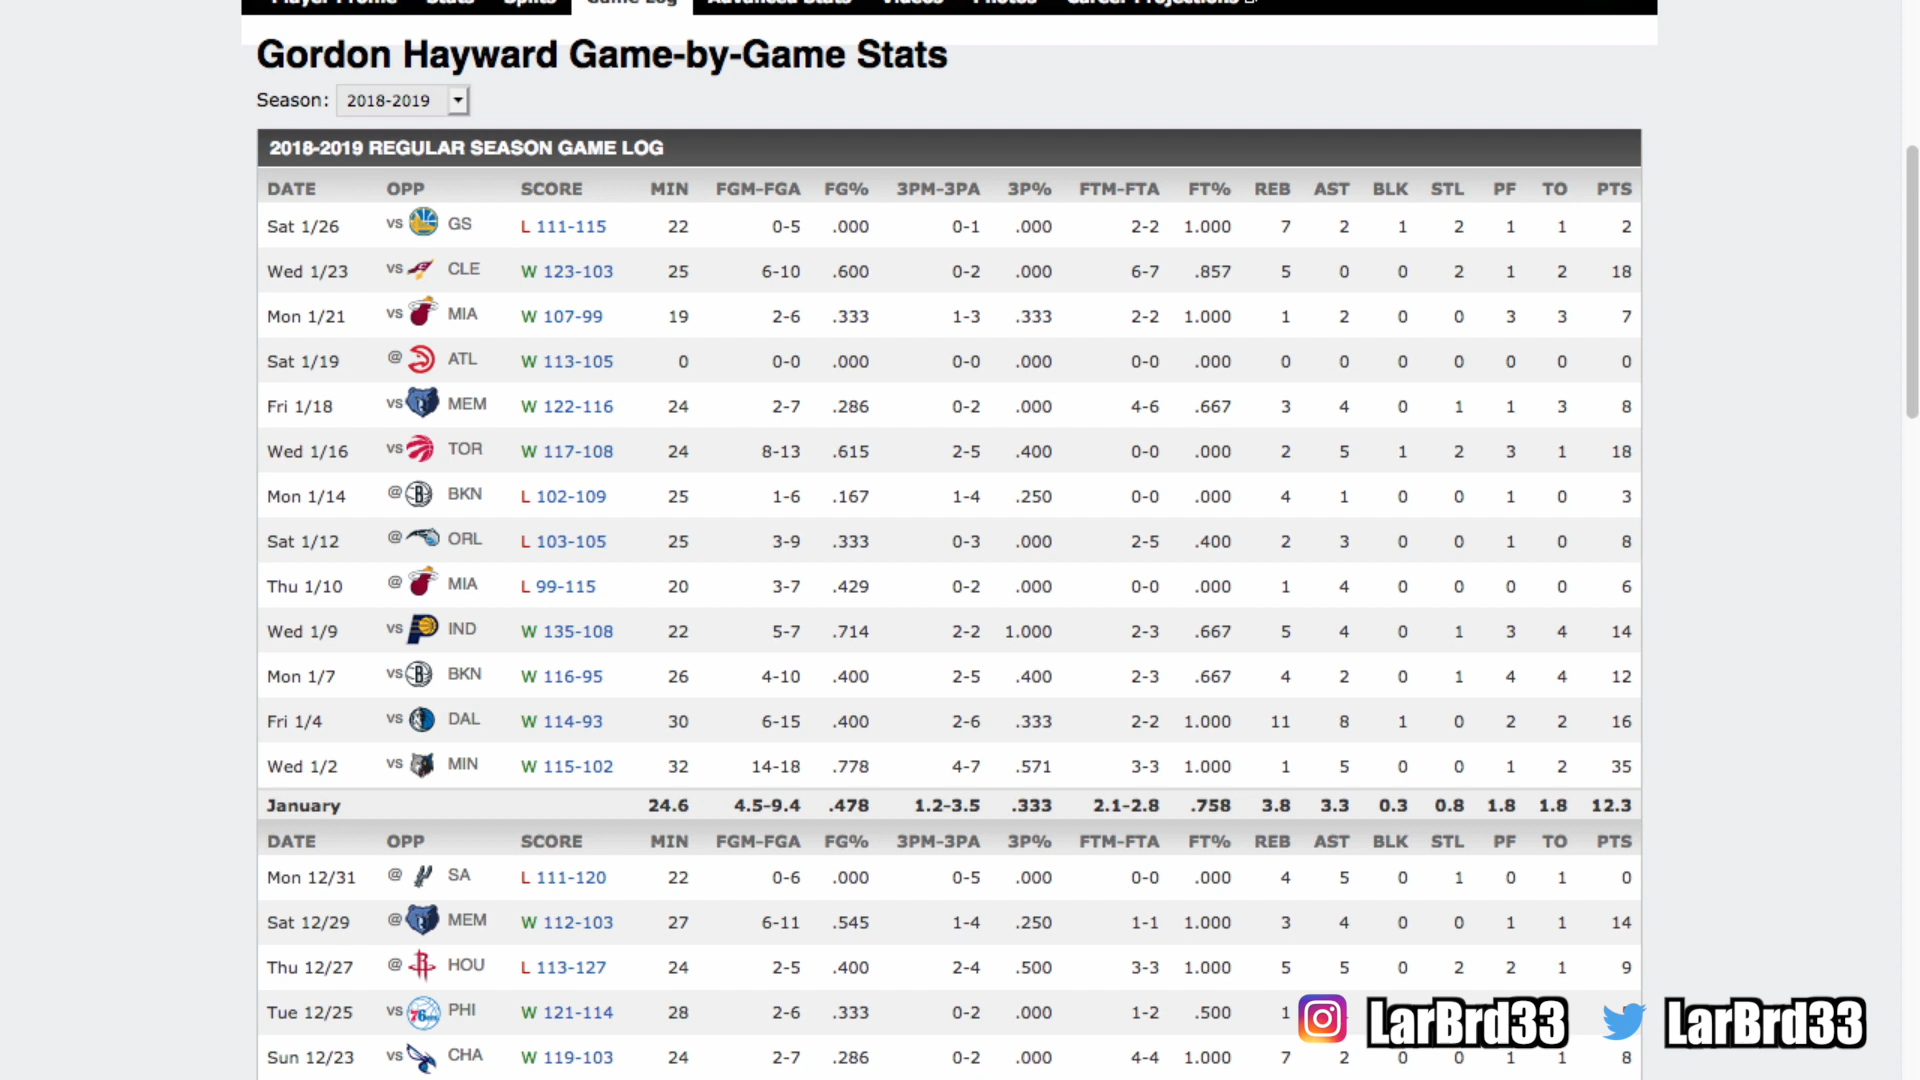 Player Profile Stats Splits Game Log Advanced Stats Videos Photos Career Projections
Gordon Hayward Game-by-Game Stats
Season: 2018-2019
2018-2019 REGULAR SEASON GAME LOG
DATE OPP SCORE MIN FGM-FGA FG% 3PM-3PA 3P% FTM-FTA FT% REB AST BLK STL PF TO PTS
Sat 1/26 vs GS L 111-115 22 0-5 .000 0-1 .000 2-2 1.000 7 2 1 2 1 1 2
Wed 1/23 vs CLE W 123-103 25 6-10 .600 0-2 .000 6-7 .857 5 0 0 2 1 2 18
Mon 1/21 vs MIA W 107-99 19 2-6 .333 1-3 .333 2-2 1.000 1 2 0 0 3 3 7
Sat 1/19 @ ATL W 113-105 0 0-0 .000 0-0 .000 0-0 .000 0 0 0 0 0 0 0
Fri 1/18 vs MEM W 122-116 24 2-7 .286 0-2 .000 4-6 .667 3 4 0 1 1 3 8
Wed 1/16 vs TOR W 117-108 24 8-13 .615 2-5 .400 0-0 .000 2 5 1 2 3 1 18
Mon 1/14 @ BKN L 102-109 25 1-6 .167 1-4 .250 0-0 .000 4 1 0 0 1 0 3
Sat 1/12 @ ORL L 103-105 25 3-9 .333 0-3 .000 2-5 .400 2 3 0 0 1 0 8
Thu 1/10 @ MIA L 99-115 20 3-7 .429 0-2 .000 0-0 .000 1 4 0 0 0 0 6
Wed 1/9 vs IND W 135-108 22 5-7 .714 2-2 1.000 2-3 .667 5 4 0 1 3 4 14
Mon 1/7 vs BKN W 116-95 26 4-10 .400 2-5 .400 2-3 .667 4 2 0 1 4 4 12
Fri 1/4 vs DAL W 114-93 30 6-15 .400 2-6 .333 2-2 1.000 11 8 1 0 2 2 16
Wed 1/2 vs MIN W 115-102 32 14-18 .778 4-7 .571 3-3 1.000 1 5 0 0 1 2 35
January 24.6 4.5-9.4 .478 1.2-3.5 .333 2.1-2.8 .758 3.8 3.3 0.3 0.8 1.8 1.8 12.3
DATE OPP SCORE MIN FGM-FGA FG% 3PM-3PA 3P% FTM-FTA FT% REB AST BLK STL PF TO PTS
Mon 12/31 @ SA L 111-120 22 0-6 .000 0-5 .000 0-0 .000 4 5 0 1 0 1 0
Sat 12/29 @ MEM W 112-103 27 6-11 .545 1-4 .250 1-1 1.000 3 4 0 0 1 1 14
Thu 12/27 @ HOU L 113-127 24 2-5 .400 2-4 .500 3-3 1.000 5 5 0 2 2 1 9
Tue 12/25 vs PHI W 121-114 28 2-6 .333 0-2 .000 1-2 .500 1
LarBrd33 LarBrd33
Sun 12/23 vs CHA W 119-103 24 2-7 .286 0-2 .000 4-4 1.000 7 2 0 0 1 1 8